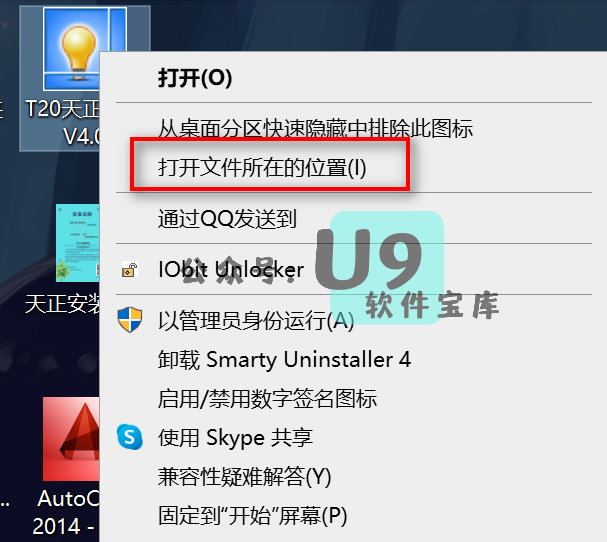 T20天正
V4.0
打开(O)
从桌面分区快速隐藏中排除此图标
打开文件所在的位置(I)
通过QQ发送到
IObit Unlocker
公众号:
U9
软件宝库
天正安装
以管理员身份运行(A)
卸载 Smarty Uninstaller 4
启用/禁用数字签名图标
使用 Skype 共享
兼容性疑难解答(Y)
固定到“开始”屏幕(P)
AutoC
2014 -